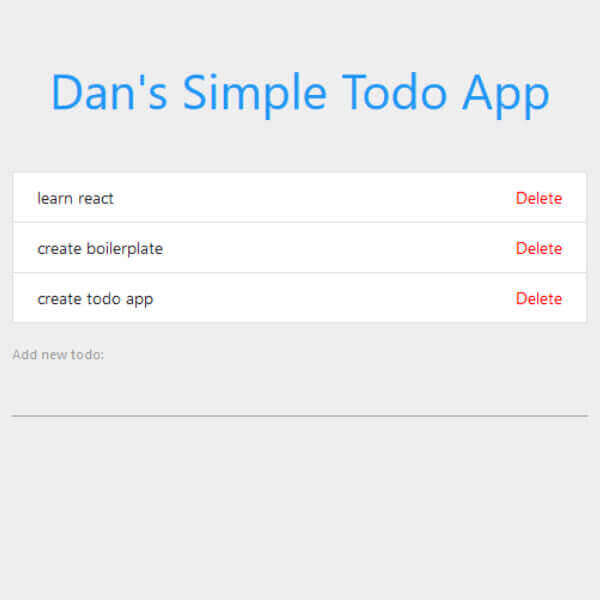 Dan's Simple Todo App
learn react Delete
create boilerplate Delete
create todo app Delete
Add new todo: